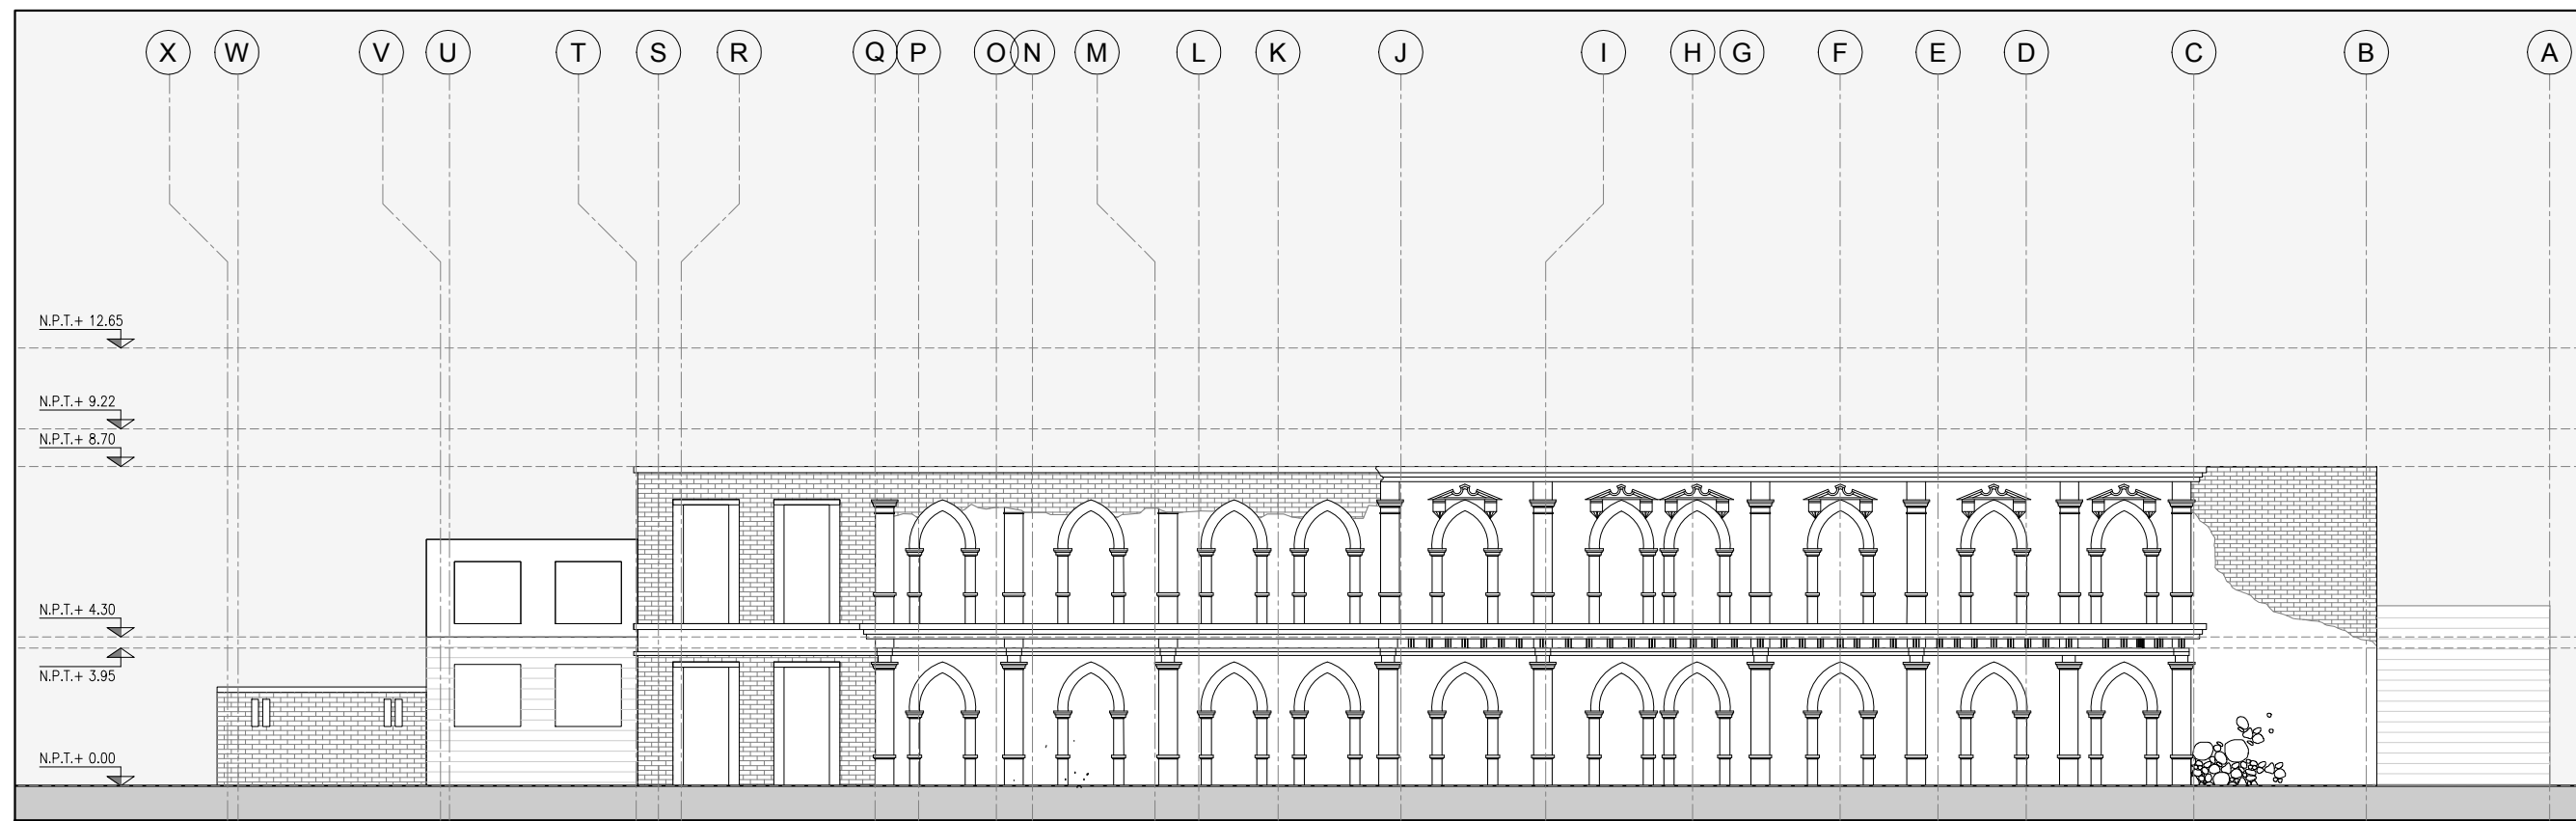 X W V U T S R Q P O N M L K J I H G F E D C B A
N.P.T.+ 12.65
N.P.T.+ 9.22
N.P.T.+ 8.70
N.P.T.+ 4.30
N.P.T.+ 3.95
N.P.T.+ 0.00